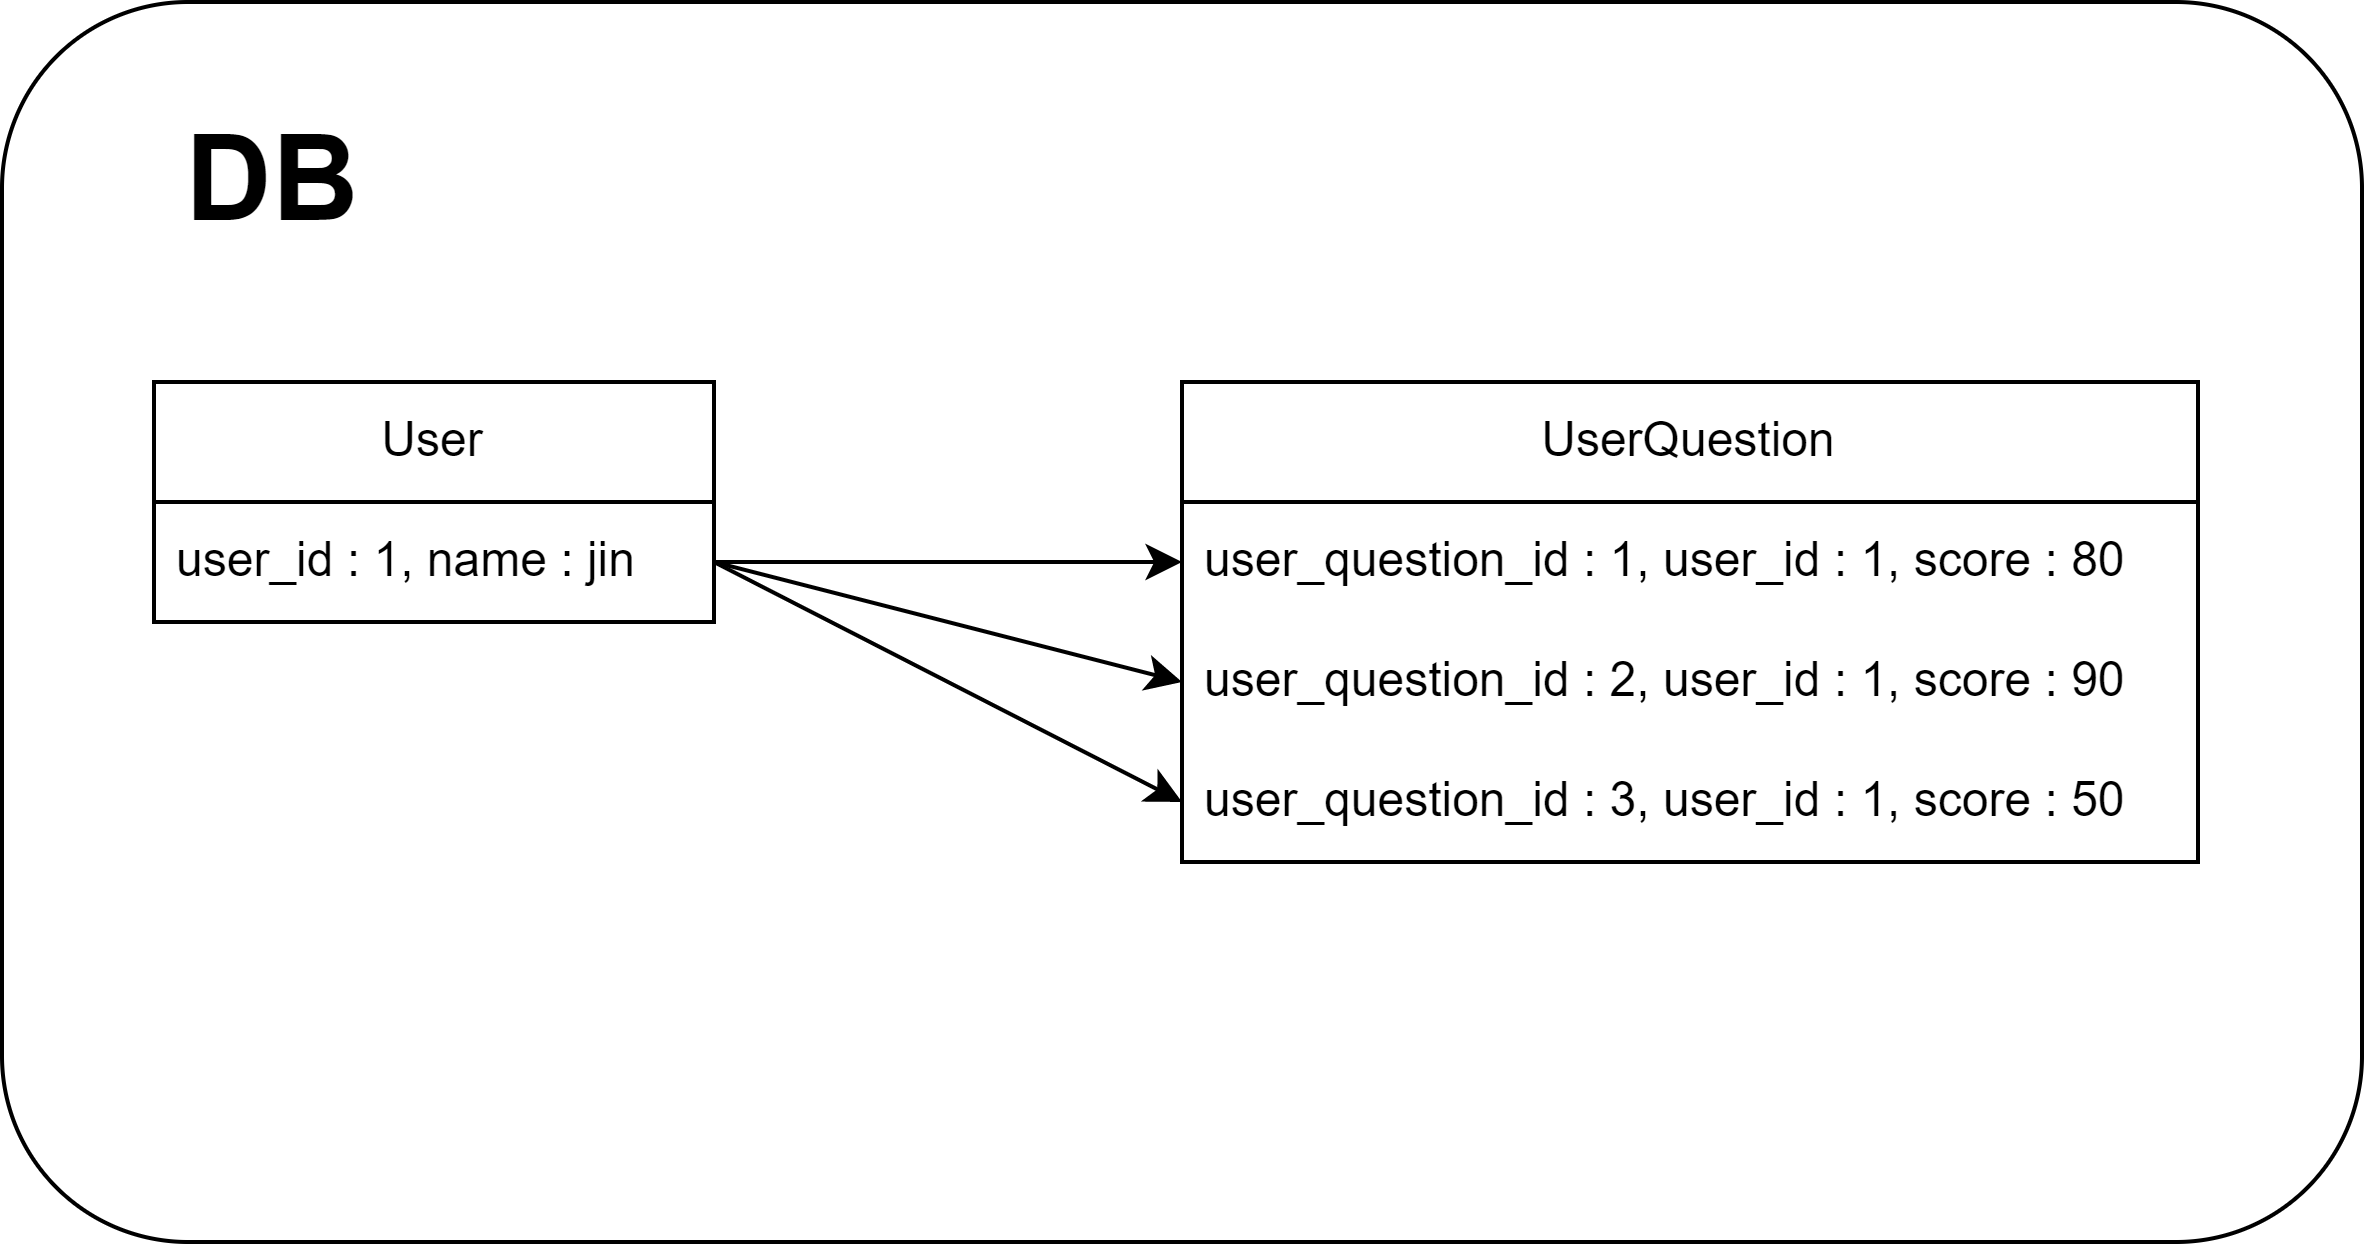 DB
User
user_id : 1, name : jin
UserQuestion
user_question_id : 1, user_id : 1, score : 80
user_question_id : 2, user_id : 1, score : 90
user_question_id : 3, user_id : 1, score : 50